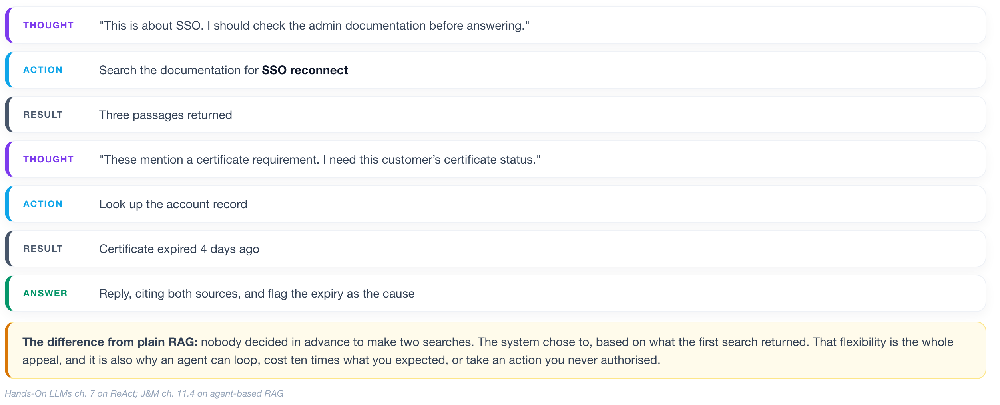 THOUGHT "This is about SSO. I should check the admin documentation before answering."
ACTION Search the documentation for SSO reconnect
RESULT Three passages returned
THOUGHT "These mention a certificate requirement. I need this customer’s certificate status."
ACTION Look up the account record
RESULT Certificate expired 4 days ago
ANSWER Reply, citing both sources, and flag the expiry as the cause
The difference from plain RAG: nobody decided in advance to make two searches. The system chose to, based on what the first search returned. That flexibility is the whole
appeal, and it is also why an agent can loop, cost ten times what you expected, or take an action you never authorised.
Hands-On LLMs ch. 7 on ReAct; J&M ch. 11.4 on agent-based RAG